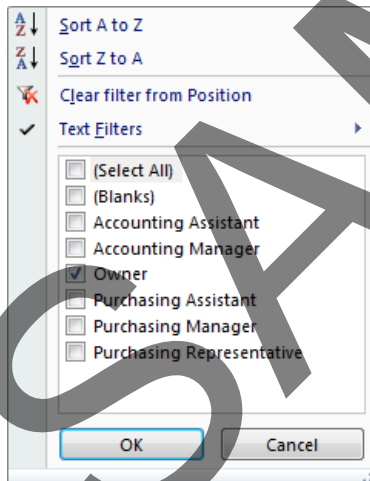 Sort A to Z
Sort Z to A
Clear filter from Position
Text Filters
(Select All)
(Blanks)
Accounting Assistant
Accounting Manager
Owner
Purchasing Assistant
Purchasing Manager
Purchasing Representative
OK Cancel
SA